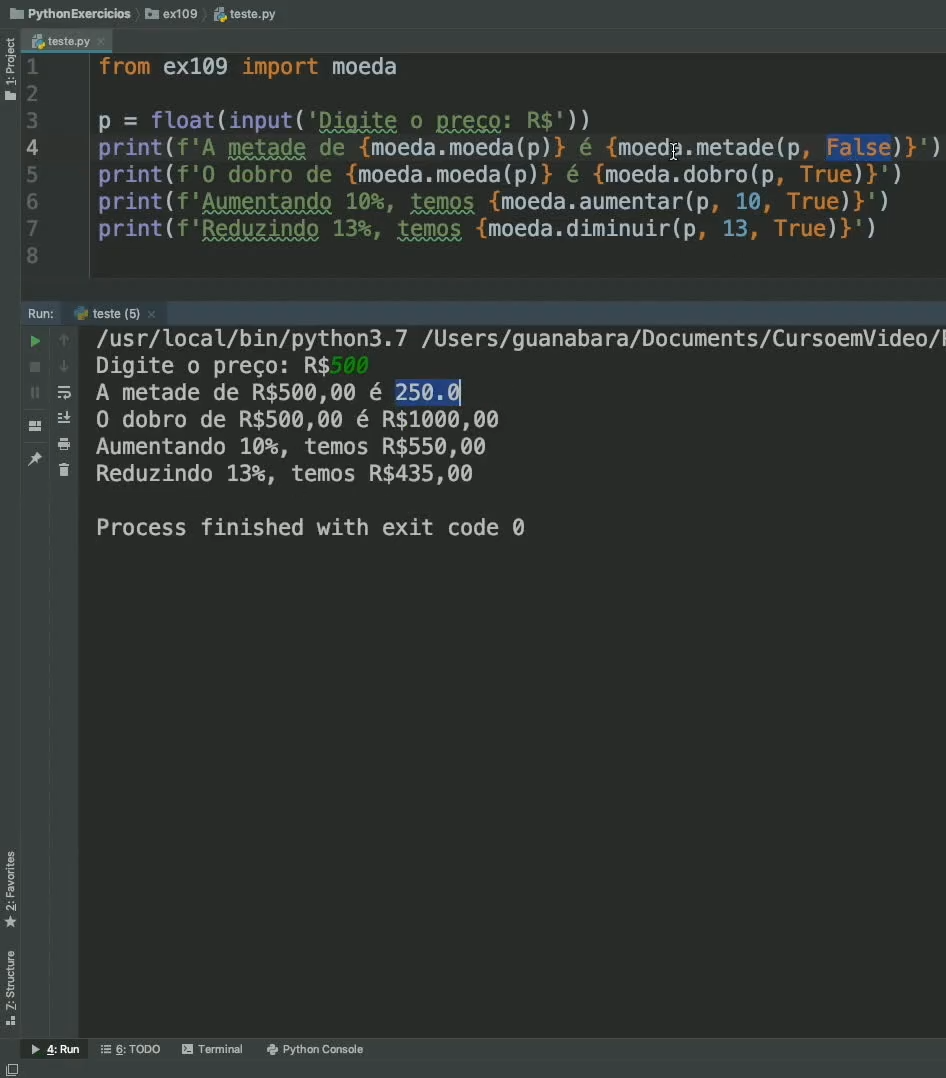 PythonExercicios
ex109
teste.py
teste.py
1: Project
1 from ex109 import moeda
2
3 p = float(input('Digite o preço: R$'))
4 print(f'A metade de {moeda.moeda(p)} é {moeda.metade(p, False)}')
5 print(f'O dobro de {moeda.moeda(p)} é {moeda.dobro(p, True)}')
6 print(f'Aumentando 10%, temos {moeda.aumentar(p, 10, True)}')
7 print(f'Reduzindo 13%, temos {moeda.diminuir(p, 13, True)}')
8
Run: teste (5)
/usr/local/bin/python3.7 /Users/guanabara/Documents/CursoemVideo/
Digite o preço: R$500
A metade de R$500,00 é 250.0
O dobro de R$500,00 é R$1000,00
Aumentando 10%, temos R$550,00
Reduzindo 13%, temos R$435,00
Process finished with exit code 0
2: Favorites
7: Structure
4: Run
6: TODO
Terminal
Python Console